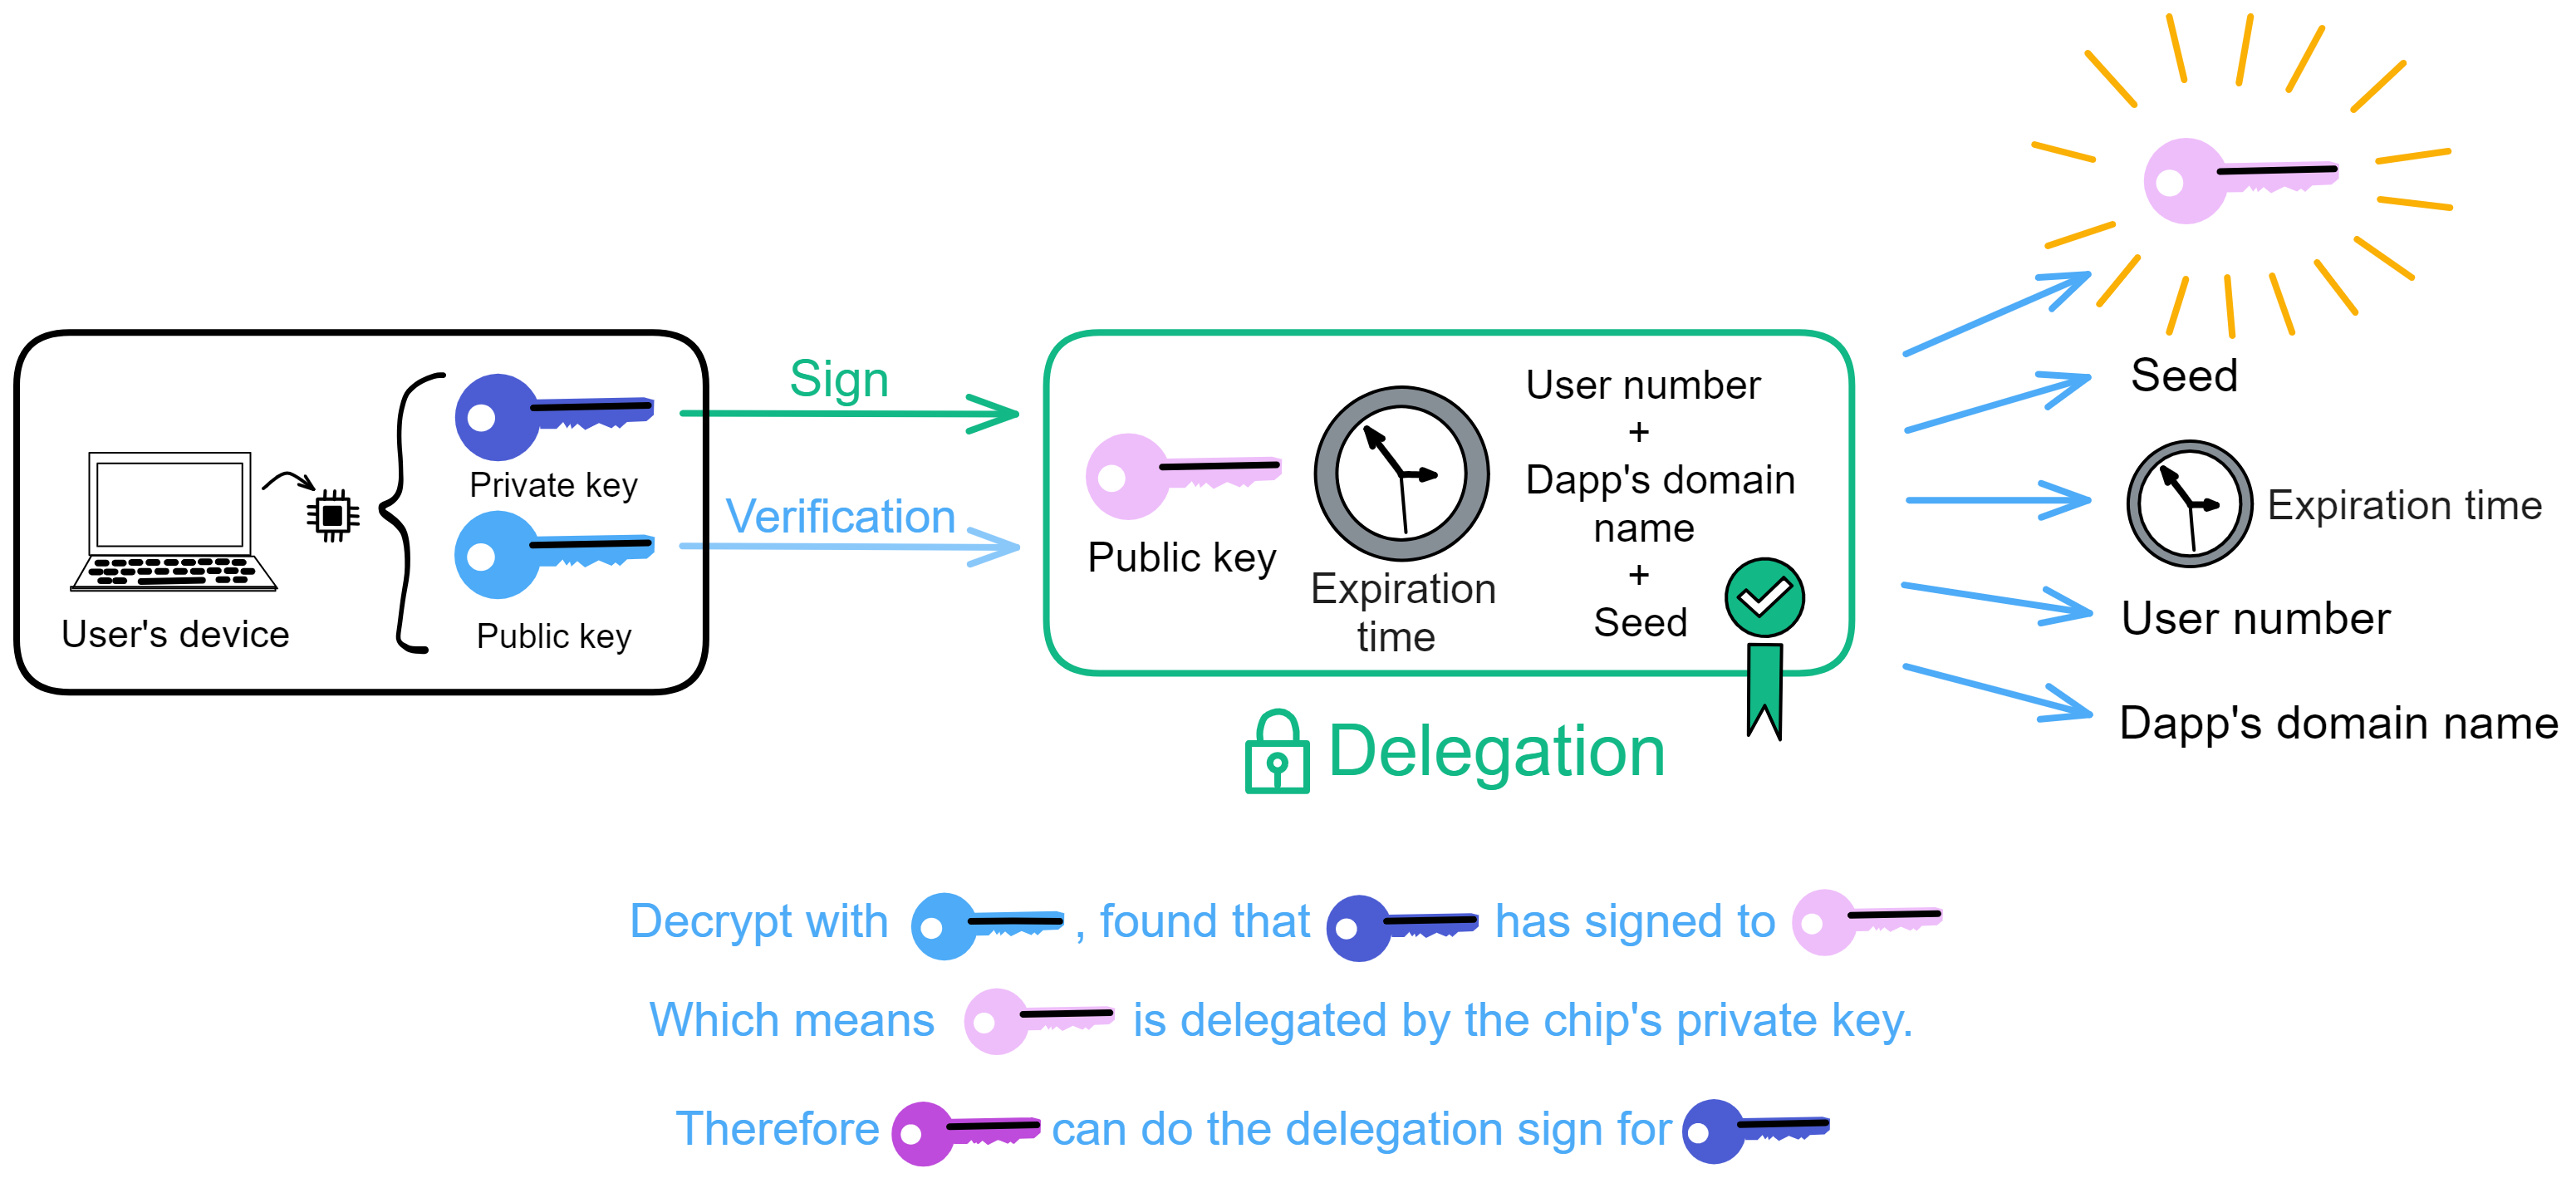 User's device
Private key
Public key
Sign
Verification
Public key
Expiration
time
User number
+
Dapp's domain
name
+
Seed
Delegation
Seed
Expiration time
User number
Dapp's domain name
Decrypt with , found that has signed to
Which means is delegated by the chip's private key.
Therefore can do the delegation sign for